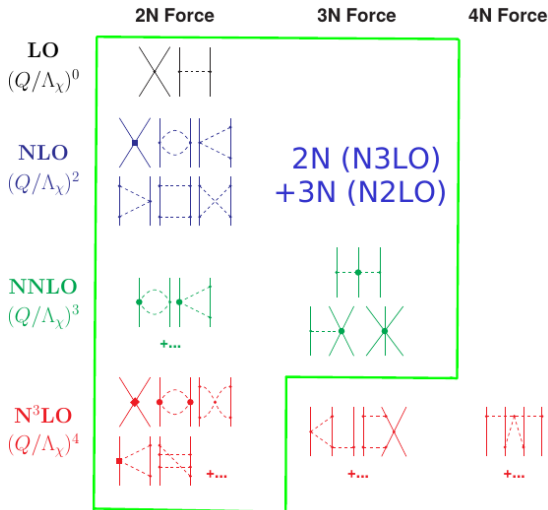 2N Force 3N Force 4N Force
LO
(Q/Λχ)⁰
NLO
(Q/Λχ)²
2N (N3LO)
+3N (N2LO)
NNLO
(Q/Λχ)³
+...
N³LO
(Q/Λχ)⁴
+... +... +...